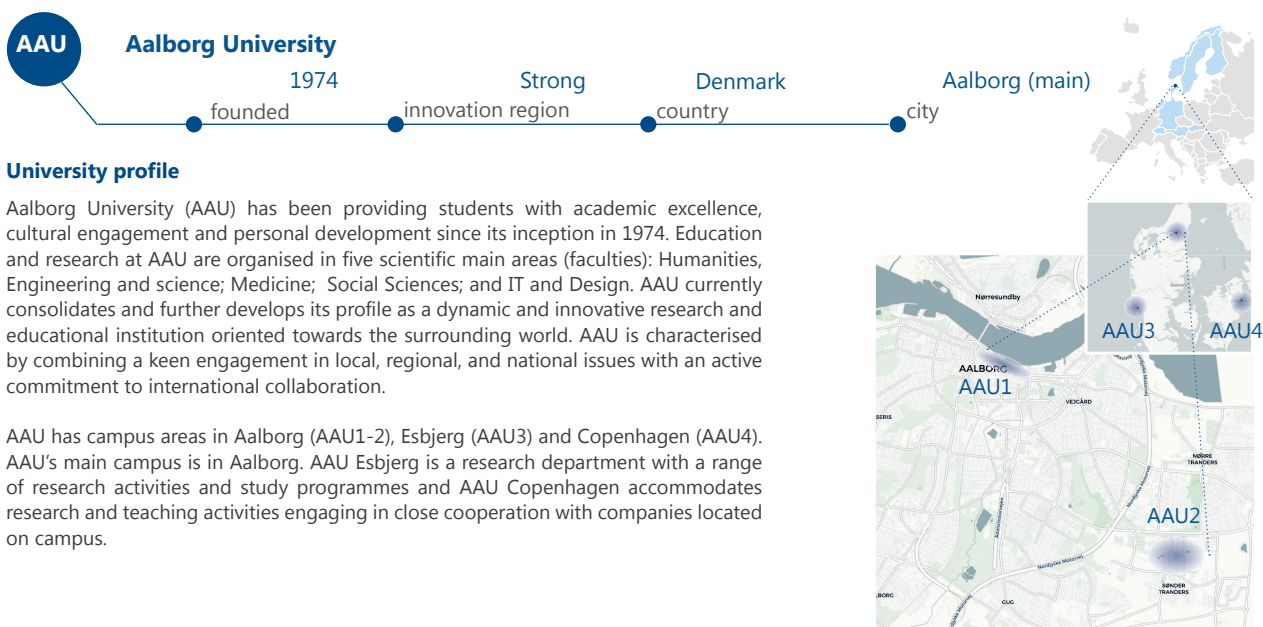 AAU
Aalborg University
1974
Strong
Denmark
Aalborg (main)
founded
innovation region
country
city
University profile
Aalborg University (AAU) has been providing students with academic excellence,
cultural engagement and personal development since its inception in 1974. Education
and research at AAU are organised in five scientific main areas (faculties): Humanities,
Engineering and science; Medicine; Social Sciences; and IT and Design. AAU currently
consolidates and further develops its profile as a dynamic and innovative research and
educational institution oriented towards the surrounding world. AAU is characterised
by combining a keen engagement in local, regional, and national issues with an active
commitment to international collaboration.
AAU has campus areas in Aalborg (AAU1-2), Esbjerg (AAU3) and Copenhagen (AAU4).
AAU's main campus is in Aalborg. AAU Esbjerg is a research department with a range
of research activities and study programmes and AAU Copenhagen accommodates
research and teaching activities engaging in close cooperation with companies located
on campus.
AAU3
AAU4
Nørresundby
AALBORG
AAU1
VEJGÅRD
SERIS
NØRRE
TRANDERS
Nordjyske Motorvej
AAU2
Nordjyske Motorvej
SØNDER
TRANDERS
LBORG
GUG